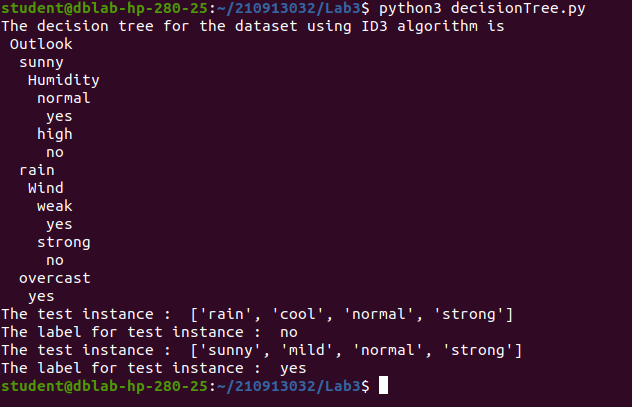 student@dblab-hp-280-25:~/210913032/Lab3$ python3 decisionTree.py
The decision tree for the dataset using ID3 algorithm is
 Outlook
  sunny
   Humidity
    normal
     yes
    high
     no
  rain
   Wind
    weak
     yes
    strong
     no
  overcast
   yes
The test instance :  ['rain', 'cool', 'normal', 'strong']
The label for test instance :  no
The test instance :  ['sunny', 'mild', 'normal', 'strong']
The label for test instance :  yes
student@dblab-hp-280-25:~/210913032/Lab3$